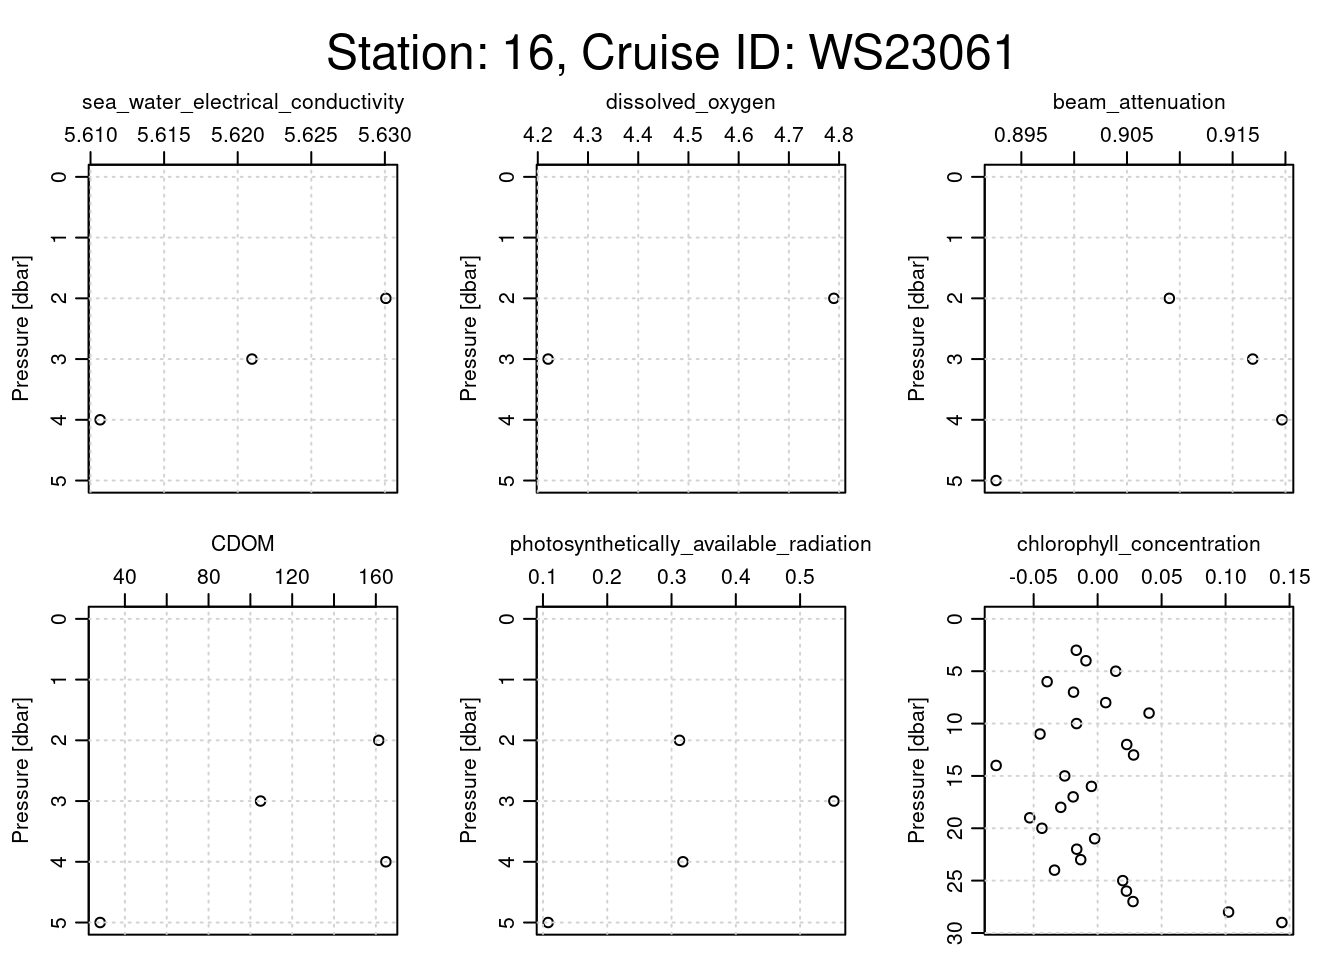 Station: 16, Cruise ID: WS23061
sea_water_electrical_conductivity
5.610 5.615 5.620 5.625 5.630
Pressure [dbar]
0
1
2
3
4
5
dissolved_oxygen
4.2 4.3 4.4 4.5 4.6 4.7 4.8
Pressure [dbar]
0
1
2
3
4
5
beam_attenuation
0.895 0.905 0.915
Pressure [dbar]
0
1
2
3
4
5
CDOM
40 80 120 160
Pressure [dbar]
0
1
2
3
4
5
photosynthetically_available_radiation
0.1 0.2 0.3 0.4 0.5
Pressure [dbar]
0
1
2
3
4
5
chlorophyll_concentration
-0.05 0.00 0.05 0.10 0.15
Pressure [dbar]
0
5
10
15
20
25
30